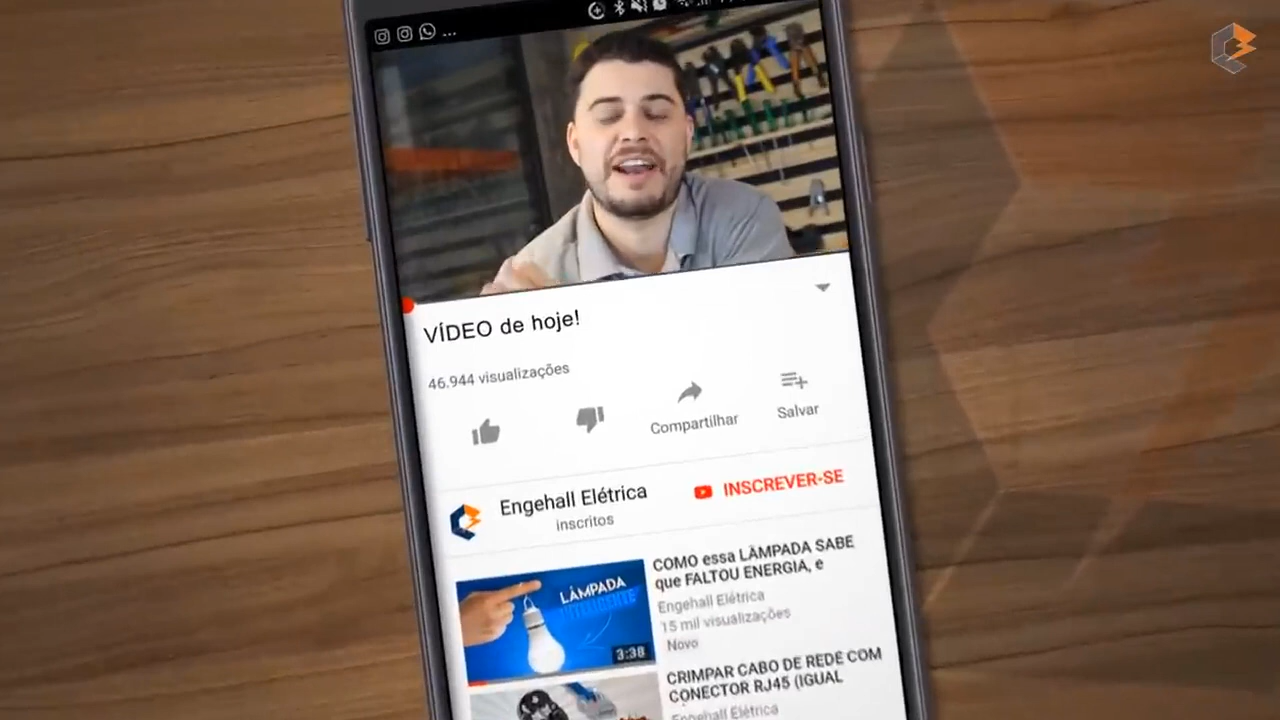 ...
VÍDEO de hoje!
46.944 visualizações
Compartilhar
Salvar
Engehall Elétrica
INSCREVER-SE
inscritos
LÂMPADA
3:38
COMO essa LÂMPADA SABE
que FALTOU ENERGIA, e
Engehall Elétrica
15 mil visualizações
Novo
CRIMPAR CABO DE REDE COM
CONECTOR RJ45 (IGUAL
Engehall Elétrica